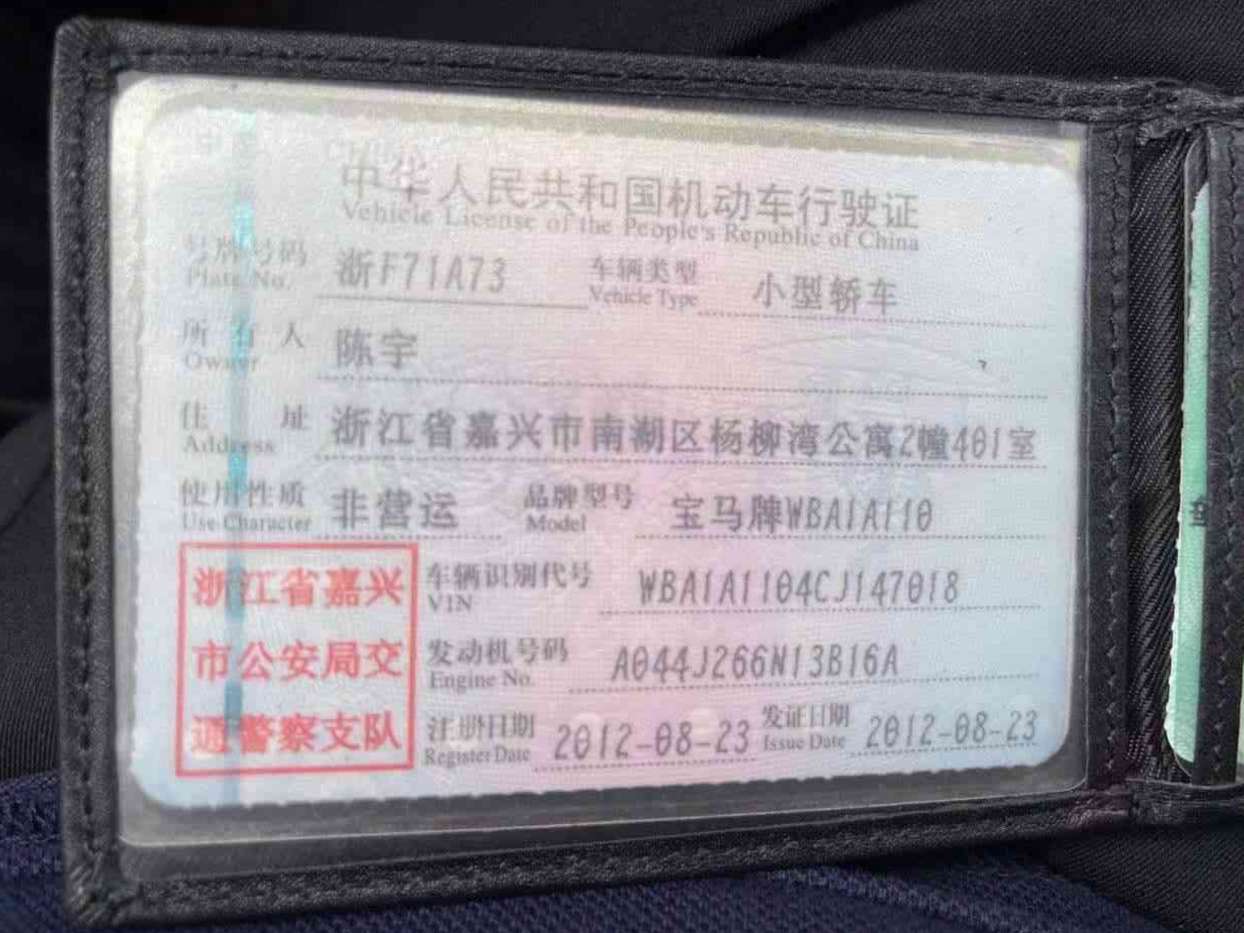 中华人民共和国机动车行驶证
Vehicle License of the People's Republic of China
号牌号码 浙F71A73 车辆类型 小型轿车
Plate No. Vehicle Type
所有人 陈宇
Owner
住址 浙江省嘉兴市南湖区杨柳湾公寓2幢401室
Address
使用性质 非营运 品牌型号 宝马牌WBA1A110
Use Character Model
浙江省嘉兴
市公安局交
通警察支队
车辆识别代号 WBA1A1104CJ147018
VIN
发动机号码 A044J266N13B16A
Engine No.
注册日期 2012-08-23 发证日期 2012-08-23
Register Date Issue Date